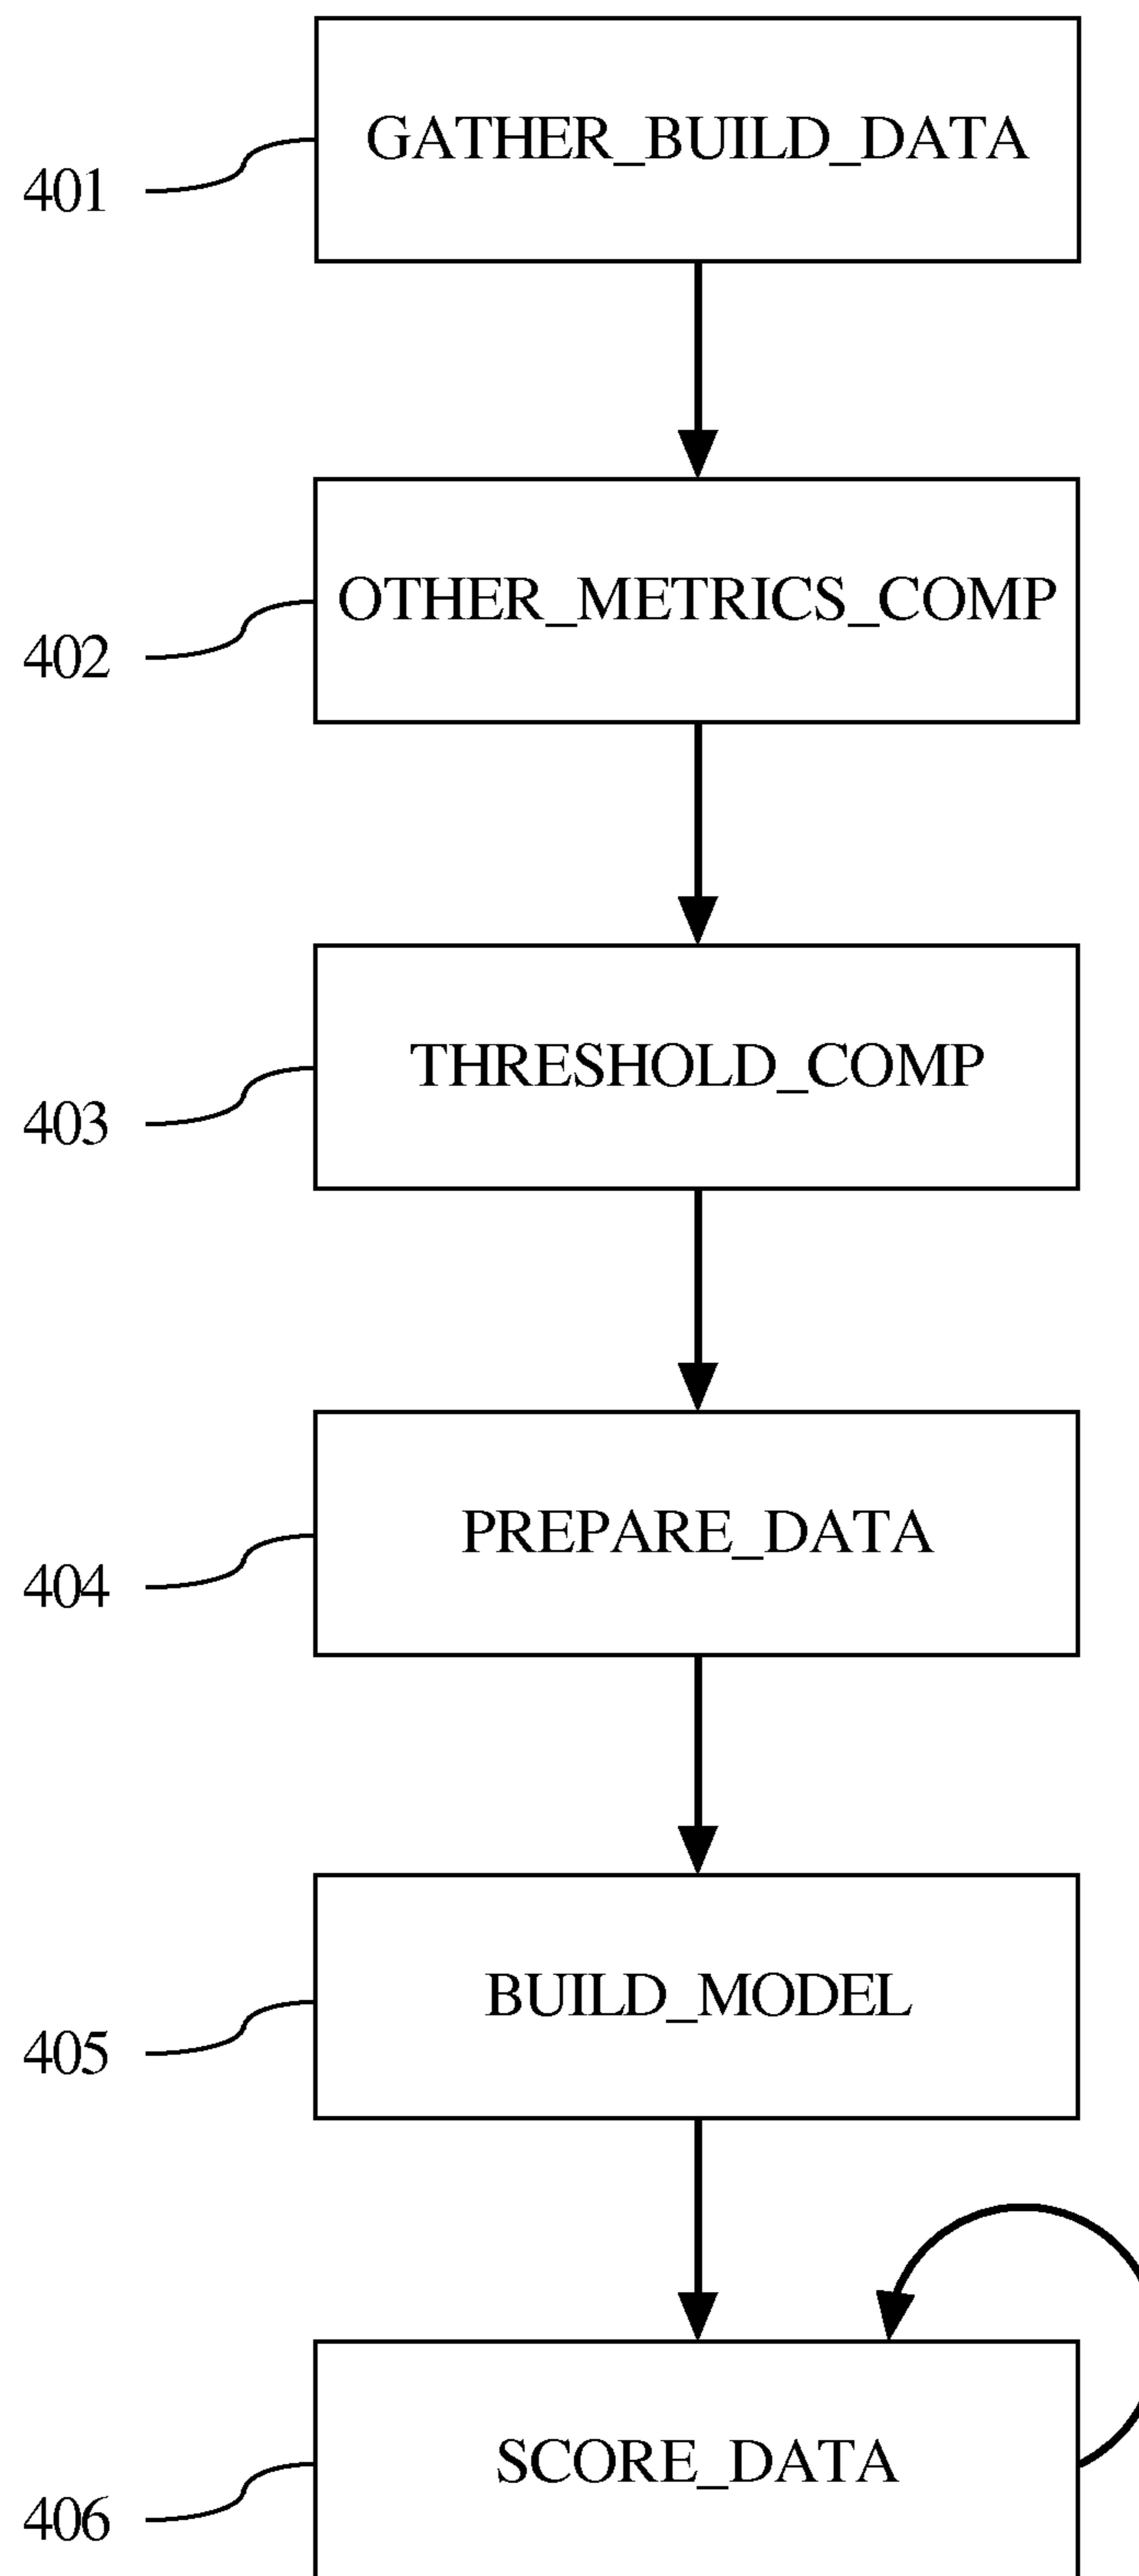 GATHER_BUILD_DATA
401
OTHER_METRICS_COMP
402
THRESHOLD_COMP
403
PREPARE_DATA
404
BUILD_MODEL
405
SCORE_DATA
406